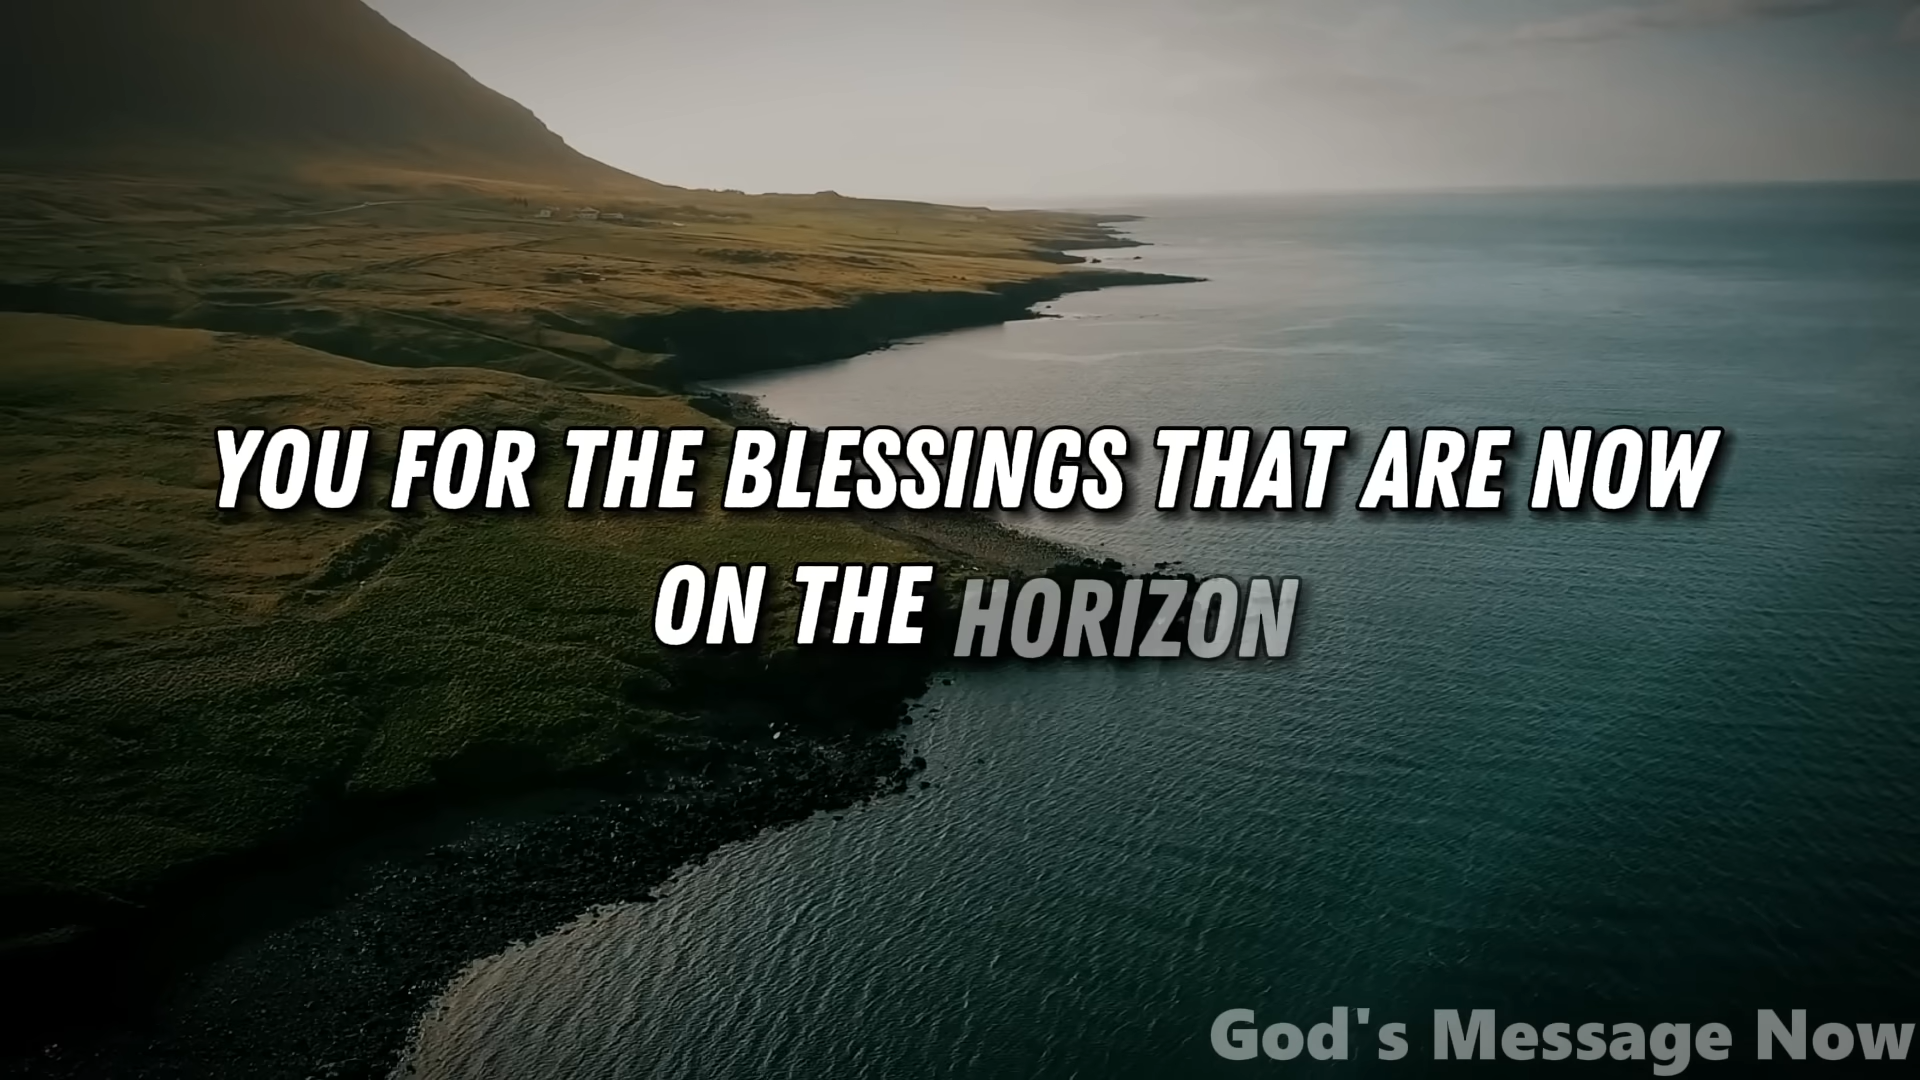 YOU FOR THE BLESSINGS THAT ARE NOW
ON THE HORIZON
God's Message Now